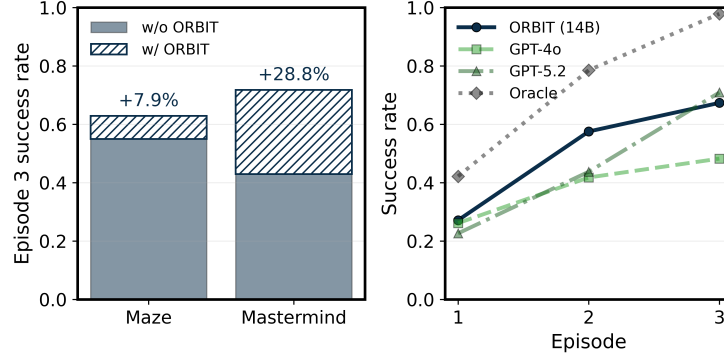 Episode 3 success rate
1.0
0.8
0.6
0.4
0.2
0.0
w/o ORBIT
w/ ORBIT
+7.9%
+28.8%
Maze
Mastermind
Success rate
1.0
0.8
0.6
0.4
0.2
0.0
ORBIT (14B)
GPT-4o
GPT-5.2
Oracle
1
2
3
Episode